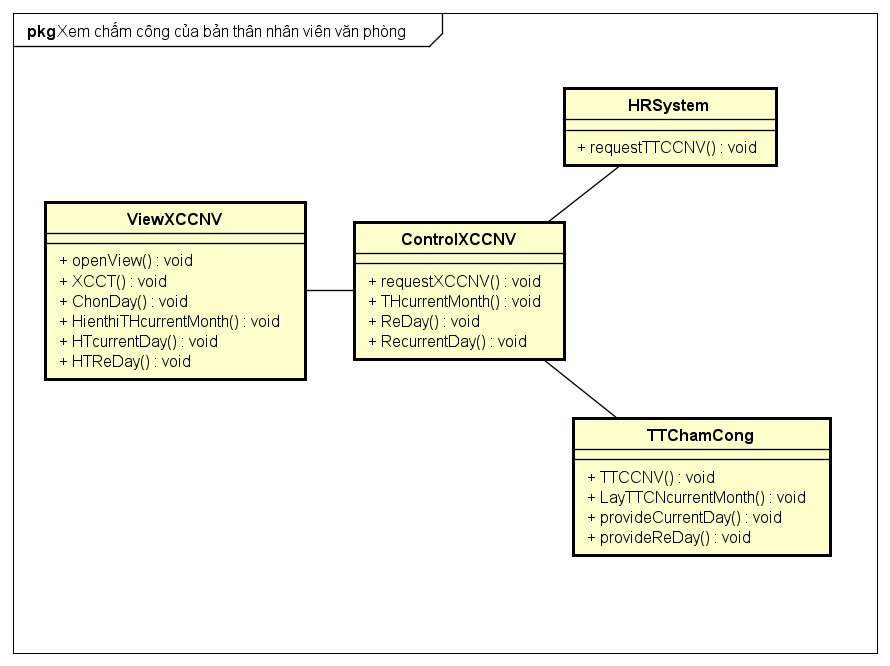 pkg Xem chấm công của bản thân nhân viên văn phòng
HRSystem
+ requestTTCCNV() : void
ViewXCCNV
+ openView() : void
+ XCCT() : void
+ ChonDay() : void
+ HienthiTHcurrentMonth() : void
+ HTcurrentDay() : void
+ HTReDay() : void
ControlXCCNV
+ requestXCCNV() : void
+ THcurrentMonth() : void
+ ReDay() : void
+ RecurrentDay() : void
TTChamCong
+ TTCCNV() : void
+ LayTTCNcurrentMonth() : void
+ provideCurrentDay() : void
+ provideReDay() : void